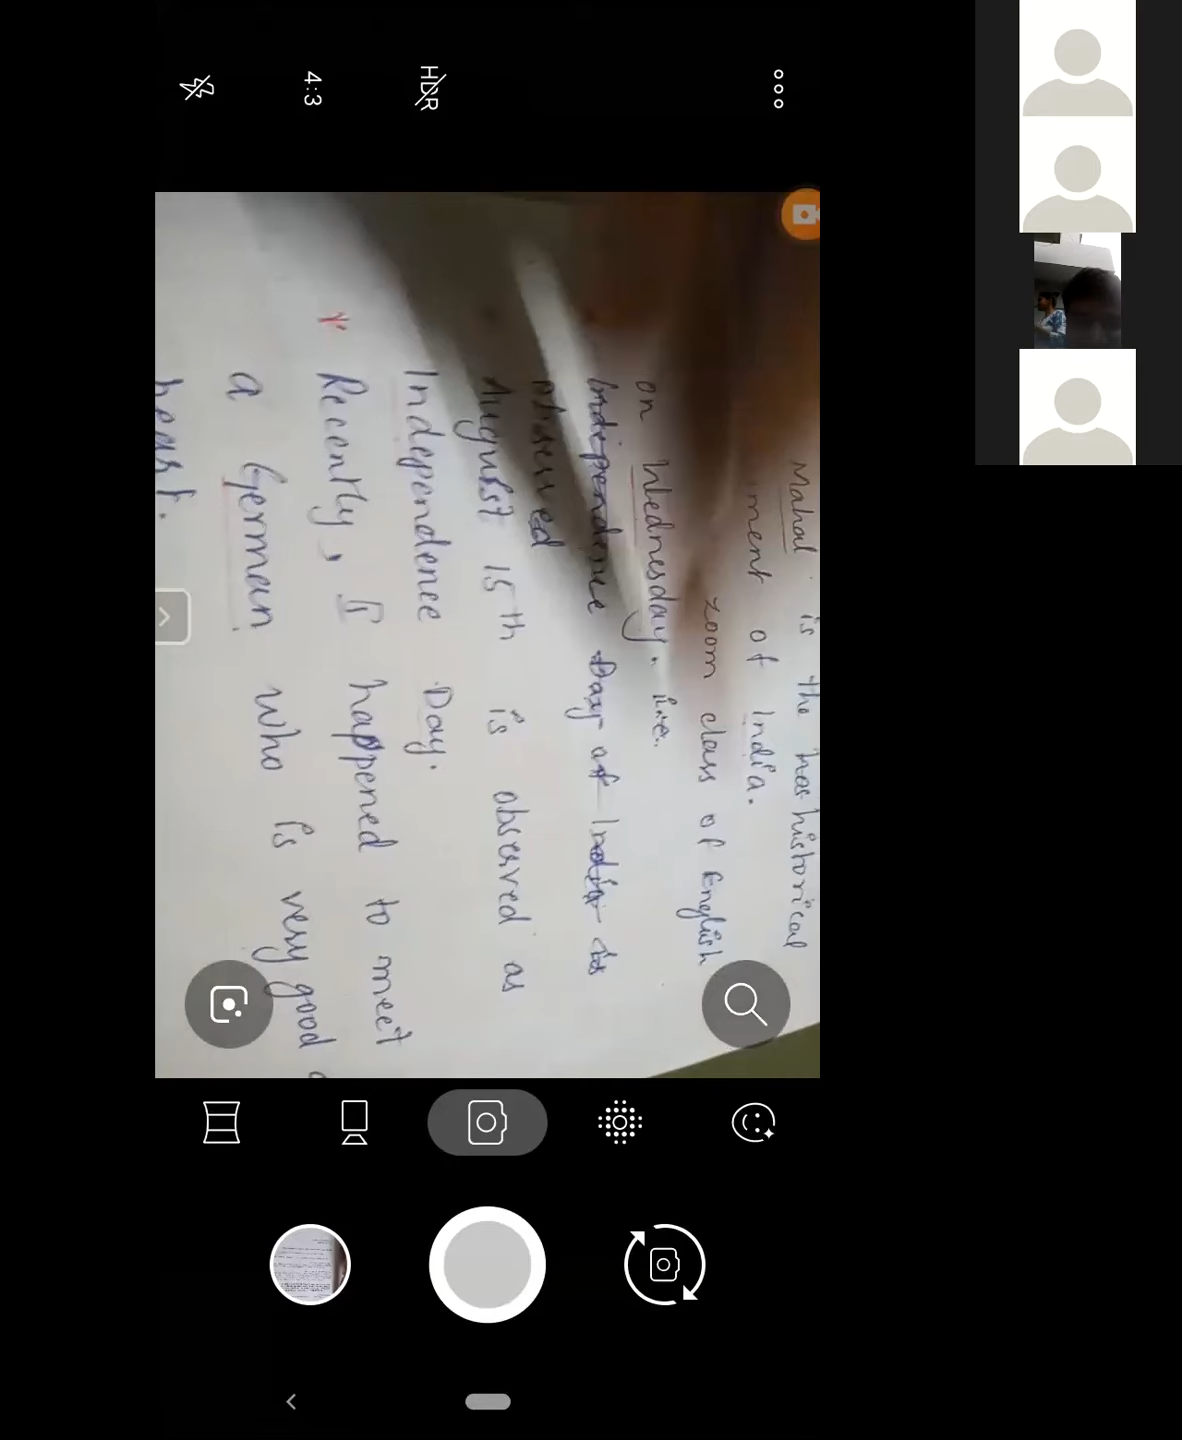 4:3
HDR
Mahal is the has historical
ment of India.
zoom class of English
on Wednesday. i.e.
Independence Day of India is
observed
August 15th is observed as
Independence Day.
Recently, I happened to meet
a German who is very good
heart.